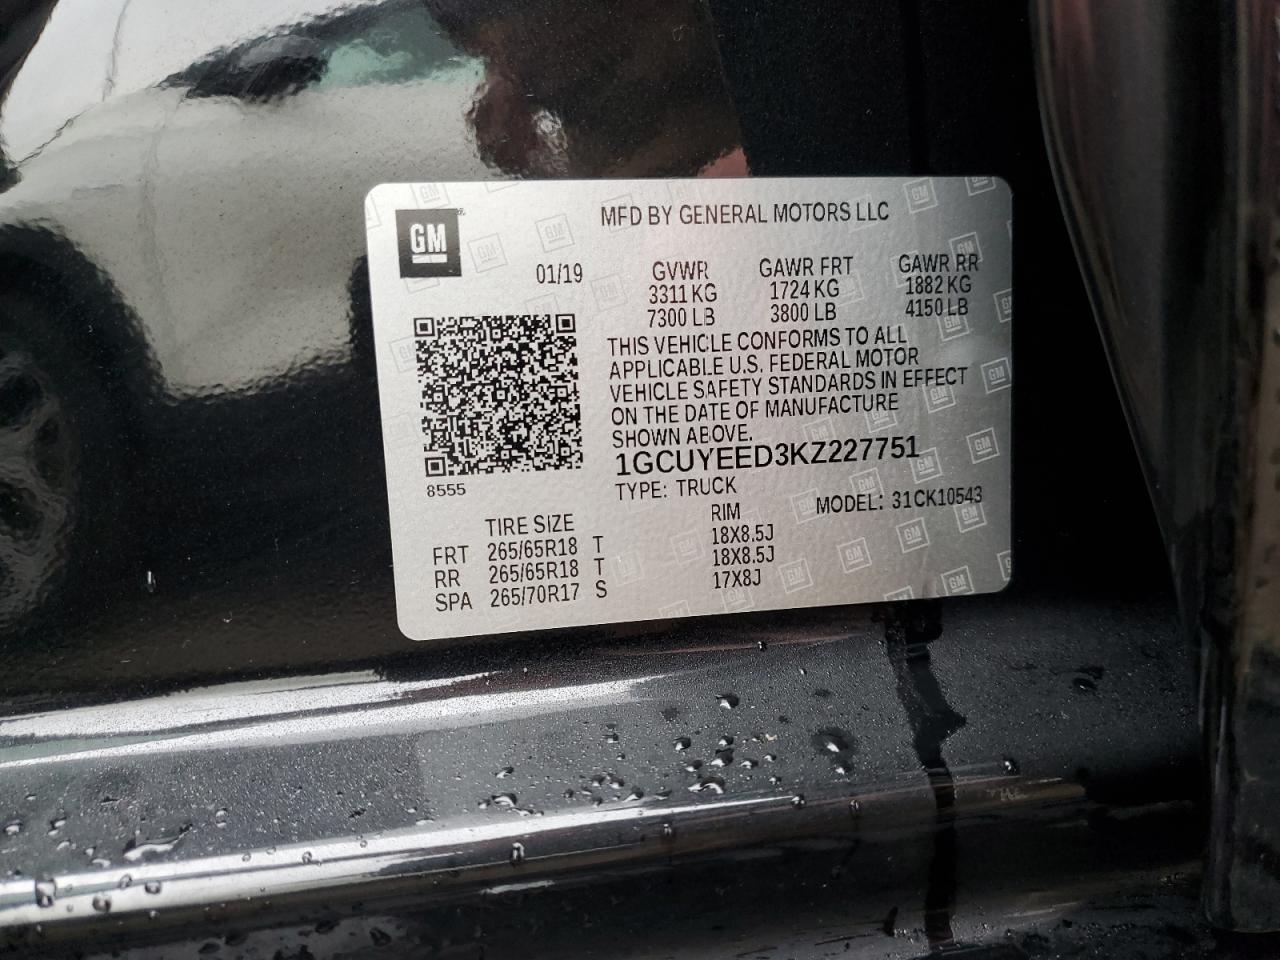 GM
MFD BY GENERAL MOTORS LLC
01/19
GVWR GAWR FRT GAWR RR
3311 KG 1724 KG 1882 KG
7300 LB 3800 LB 4150 LB
THIS VEHICLE CONFORMS TO ALL
APPLICABLE U.S. FEDERAL MOTOR
VEHICLE SAFETY STANDARDS IN EFFECT
ON THE DATE OF MANUFACTURE
SHOWN ABOVE.
1GCUYEED3KZ227751
8555
TYPE: TRUCK MODEL: 31CK10543
TIRE SIZE RIM
FRT 265/65R18 T 18X8.5J
RR 265/65R18 T 18X8.5J
SPA 265/70R17 S 17X8J